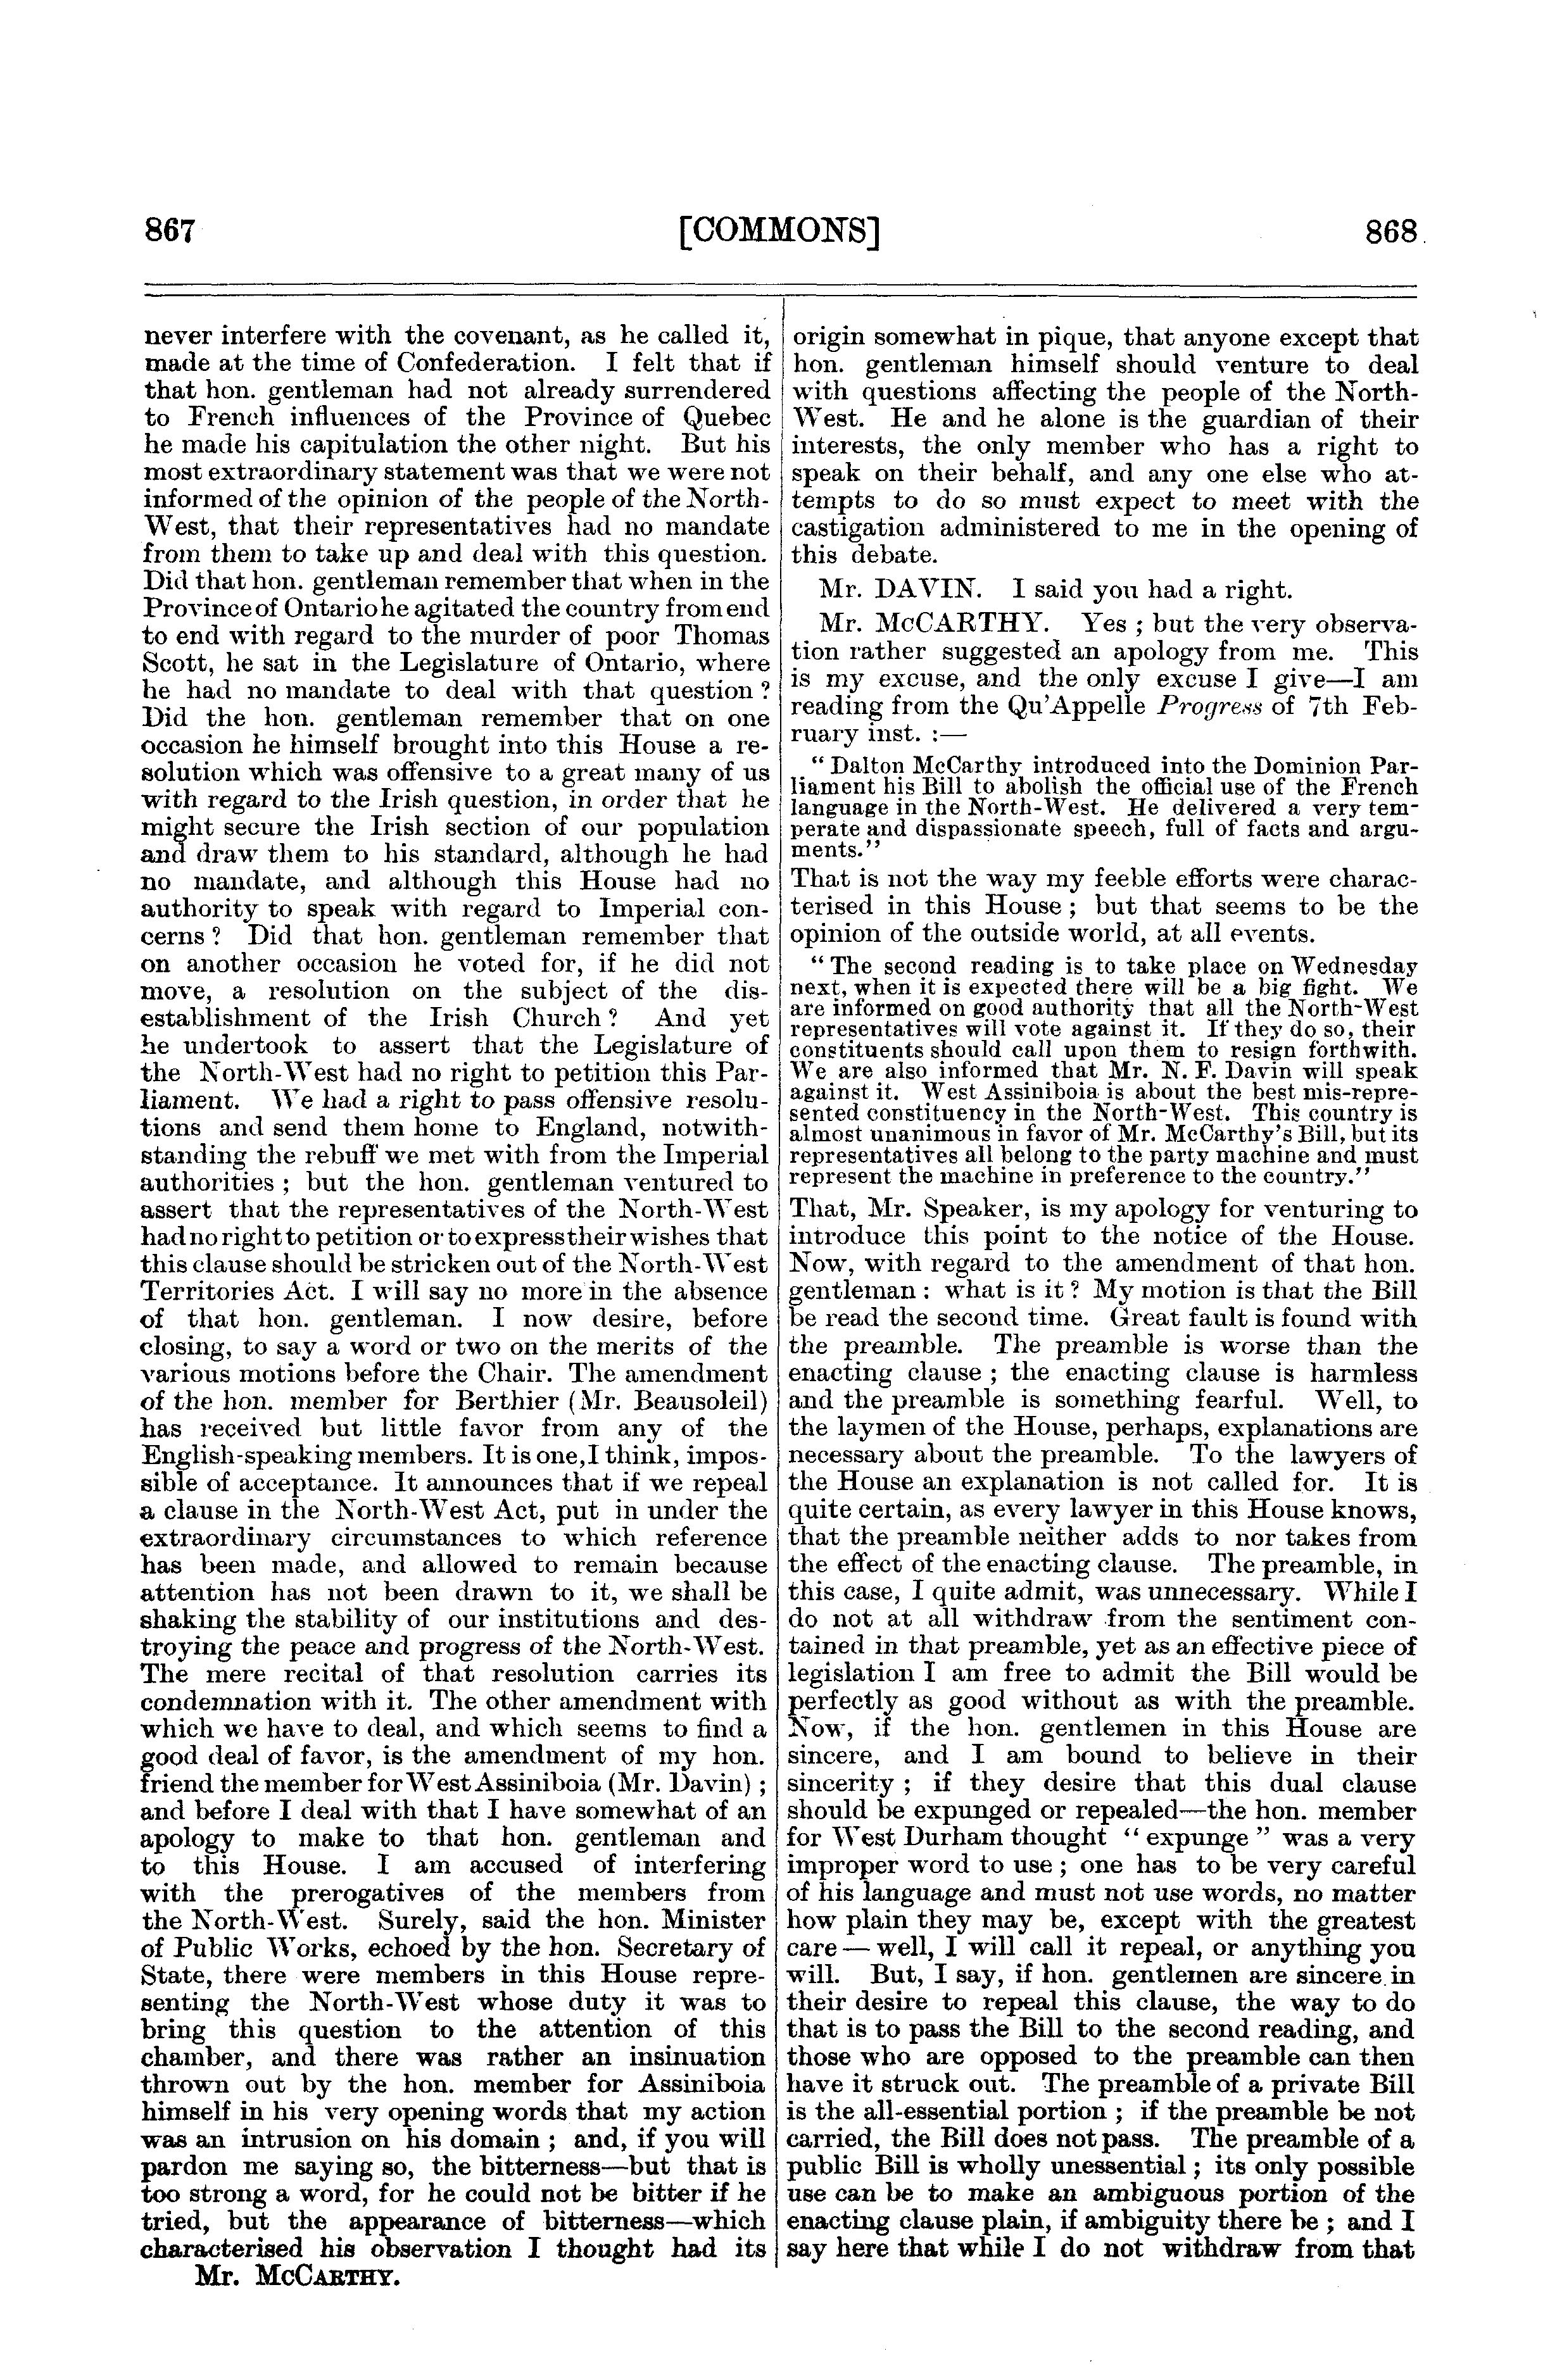 867
[COMMONS]
868
never interfere with the covenant, as he called it,
made at the time of Confederation. I felt that if
that hon. gentleman had not already surrendered
to French influences of the Province of Quebec
he made his capitulation the other night. But his
most extraordinary statement was that we were not
informed of the opinion of the people of the North-
West, that their representatives had no mandate
from them to take up and deal with this question.
Did that hon. gentleman remember that when in the
Province of Ontario he agitated the country from end
to end with regard to the murder of poor Thomas
Scott, he sat in the Legislature of Ontario, where
he had no mandate to deal with that question ?
Did the hon. gentleman remember that on one
occasion he himself brought into this House a re-
solution which was offensive to a great many of us
with regard to the Irish question, in order that he
might secure the Irish section of our population
and draw them to his standard, although he had
no mandate, and although this House had no
authority to speak with regard to Imperial con-
cerns ? Did that hon. gentleman remember that
on another occasion he voted for, if he did not
move, a resolution on the subject of the dis-
establishment of the Irish Church ? And yet
he undertook to assert that the Legislature of
the North-West had no right to petition this Par-
liament. We had a right to pass offensive resolu-
tions and send them home to England, notwith-
standing the rebuff we met with from the Imperial
authorities ; but the hon. gentleman ventured to
assert that the representatives of the North-West
had no right to petition or to express their wishes that
this clause should be stricken out of the North-West
Territories Act. I will say no more in the absence
of that hon. gentleman. I now desire, before
closing, to say a word or two on the merits of the
various motions before the Chair. The amendment
of the hon. member for Berthier (Mr. Beausoleil)
has received but little favor from any of the
English-speaking members. It is one, I think, impos-
sible of acceptance. It announces that if we repeal
a clause in the North-West Act, put in under the
extraordinary circumstances to which reference
has been made, and allowed to remain because
attention has not been drawn to it, we shall be
shaking the stability of our institutions and des-
troying the peace and progress of the North-West.
The mere recital of that resolution carries its
condemnation with it. The other amendment with
which we have to deal, and which seems to find a
good deal of favor, is the amendment of my hon.
friend the member for West Assiniboia (Mr. Davin) ;
and before I deal with that I have somewhat of an
apology to make to that hon. gentleman and
to this House. I am accused of interfering
with the prerogatives of the members from
the North-West. Surely, said the hon. Minister
of Public Works, echoed by the hon. Secretary of
State, there were members in this House repre-
senting the North-West whose duty it was to
bring this question to the attention of this
chamber, and there was rather an insinuation
thrown out by the hon. member for Assiniboia
himself in his very opening words that my action
was an intrusion on his domain ; and, if you will
pardon me saying so, the bitterness—but that is
too strong a word, for he could not be bitter if he
tried, but the appearance of bitterness—which
characterised his observation I thought had its
Mr. McCARTHY.
origin somewhat in pique, that anyone except that
hon. gentleman himself should venture to deal
with questions affecting the people of the North-
West. He and he alone is the guardian of their
interests, the only member who has a right to
speak on their behalf, and any one else who at-
tempts to do so must expect to meet with the
castigation administered to me in the opening of
this debate.
Mr. DAVIN. I said you had a right.
Mr. McCARTHY. Yes ; but the very observa-
tion rather suggested an apology from me. This
is my excuse, and the only excuse I give—I am
reading from the Qu'Appelle Progress of 7th Feb-
ruary inst. :—
" Dalton McCarthy introduced into the Dominion Par-
liament his Bill to abolish the official use of the French
language in the North-West. He delivered a very tem-
perate and dispassionate speech, full of facts and argu-
ments."
That is not the way my feeble efforts were charac-
terised in this House ; but that seems to be the
opinion of the outside world, at all events.
" The second reading is to take place on Wednesday
next, when it is expected there will be a big fight. We
are informed on good authority that all the North-West
representatives will vote against it. If they do so, their
constituents should call upon them to resign forthwith.
We are also informed that Mr. N. F. Davin will speak
against it. West Assiniboia is about the best mis-repre-
sented constituency in the North-West. This country is
almost unanimous in favor of Mr. McCarthy's Bill, but its
representatives all belong to the party machine and must
represent the machine in preference to the country."
That, Mr. Speaker, is my apology for venturing to
introduce this point to the notice of the House.
Now, with regard to the amendment of that hon.
gentleman : what is it ? My motion is that the Bill
be read the second time. Great fault is found with
the preamble. The preamble is worse than the
enacting clause ; the enacting clause is harmless
and the preamble is something fearful. Well, to
the laymen of the House, perhaps, explanations are
necessary about the preamble. To the lawyers of
the House an explanation is not called for. It is
quite certain, as every lawyer in this House knows,
that the preamble neither adds to nor takes from
the effect of the enacting clause. The preamble, in
this case, I quite admit, was unnecessary. While I
do not at all withdraw from the sentiment con-
tained in that preamble, yet as an effective piece of
legislation I am free to admit the Bill would be
perfectly as good without as with the preamble.
Now, if the hon. gentlemen in this House are
sincere, and I am bound to believe in their
sincerity ; if they desire that this dual clause
should be expunged or repealed—the hon. member
for West Durham thought " expunge " was a very
improper word to use ; one has to be very careful
of his language and must not use words, no matter
how plain they may be, except with the greatest
care — well, I will call it repeal, or anything you
will. But, I say, if hon. gentlemen are sincere in
their desire to repeal this clause, the way to do
that is to pass the Bill to the second reading, and
those who are opposed to the preamble can then
have it struck out. The preamble of a private Bill
is the all-essential portion ; if the preamble be not
carried, the Bill does not pass. The preamble of a
public Bill is wholly unessential ; its only possible
use can be to make an ambiguous portion of the
enacting clause plain, if ambiguity there be ; and I
say here that while I do not withdraw from that